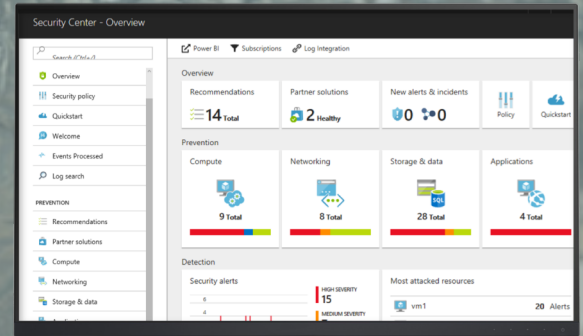 Security Center - Overview
Search (Ctrl+/)
Overview
Security policy
Quickstart
Welcome
Events Processed
Log search
PREVENTION
Recommendations
Partner solutions
Compute
Networking
Storage & data
Power BI Subscriptions Log Integration
Overview
Recommendations
14 Total
Partner solutions
2 Healthy
New alerts & incidents
0 0
Policy
Quickstart
Prevention
Compute
9 Total
Networking
8 Total
Storage & data
SQL
28 Total
Applications
4 Total
Detection
Security alerts
6
4
HIGH SEVERITY
15
MEDIUM SEVERITY
Most attacked resources
vm1 20 Alerts